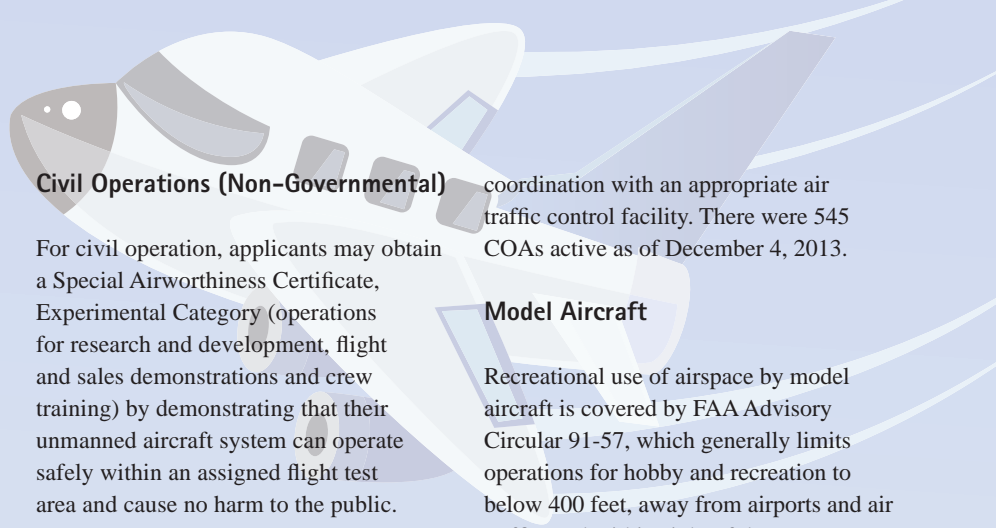 Civil Operations (Non-Governmental)
For civil operation, applicants may obtain
a Special Airworthiness Certificate,
Experimental Category (operations
for research and development, flight
and sales demonstrations and crew
training) by demonstrating that their
unmanned aircraft system can operate
safely within an assigned flight test
area and cause no harm to the public.
coordination with an appropriate air
traffic control facility. There were 545
COAs active as of December 4, 2013.
Model Aircraft
Recreational use of airspace by model
aircraft is covered by FAA Advisory
Circular 91-57, which generally limits
operations for hobby and recreation to
below 400 feet, away from airports and air